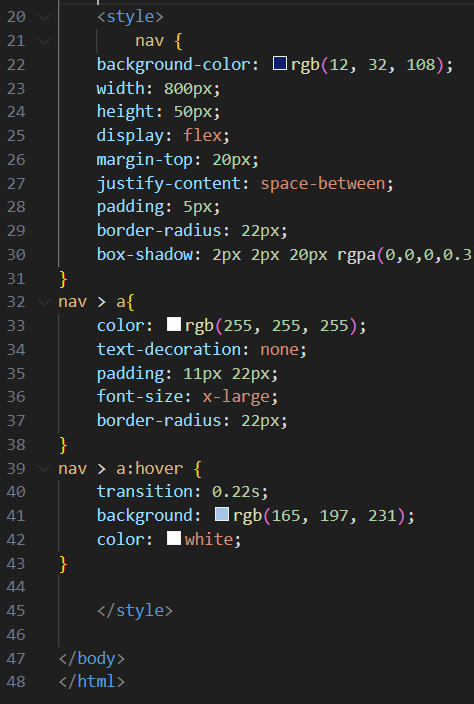 20 <style>
21 nav {
22 background-color: rgb(12, 32, 108);
23 width: 800px;
24 height: 50px;
25 display: flex;
26 margin-top: 20px;
27 justify-content: space-between;
28 padding: 5px;
29 border-radius: 22px;
30 box-shadow: 2px 2px 20px rgpa(0,0,0,0.3
31 }
32 nav > a{
33 color: rgb(255, 255, 255);
34 text-decoration: none;
35 padding: 11px 22px;
36 font-size: x-large;
37 border-radius: 22px;
38 }
39 nav > a:hover {
40 transition: 0.22s;
41 background: rgb(165, 197, 231);
42 color: white;
43 }
44
45 </style>
46
47 </body>
48 </html>